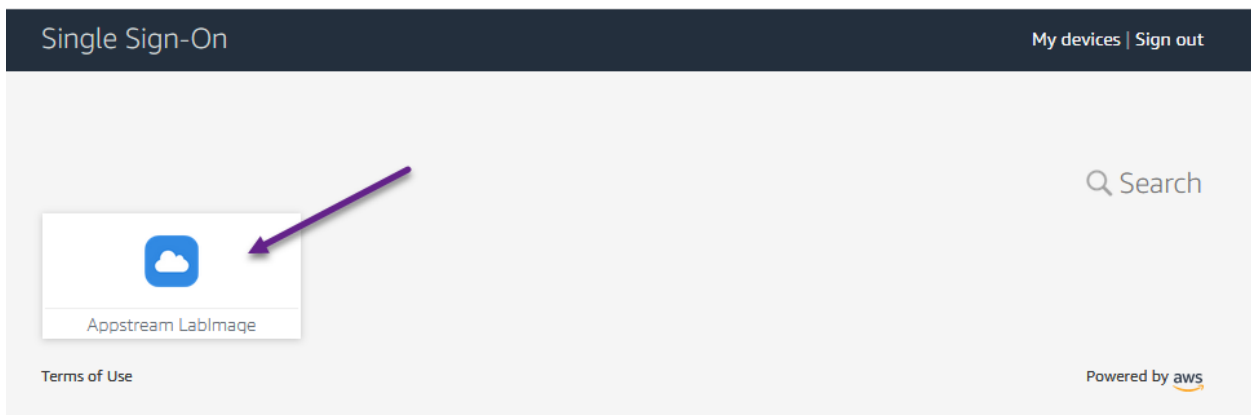 Single Sign-On
My devices | Sign out
Search
Appstream LabImage
Terms of Use
Powered by aws